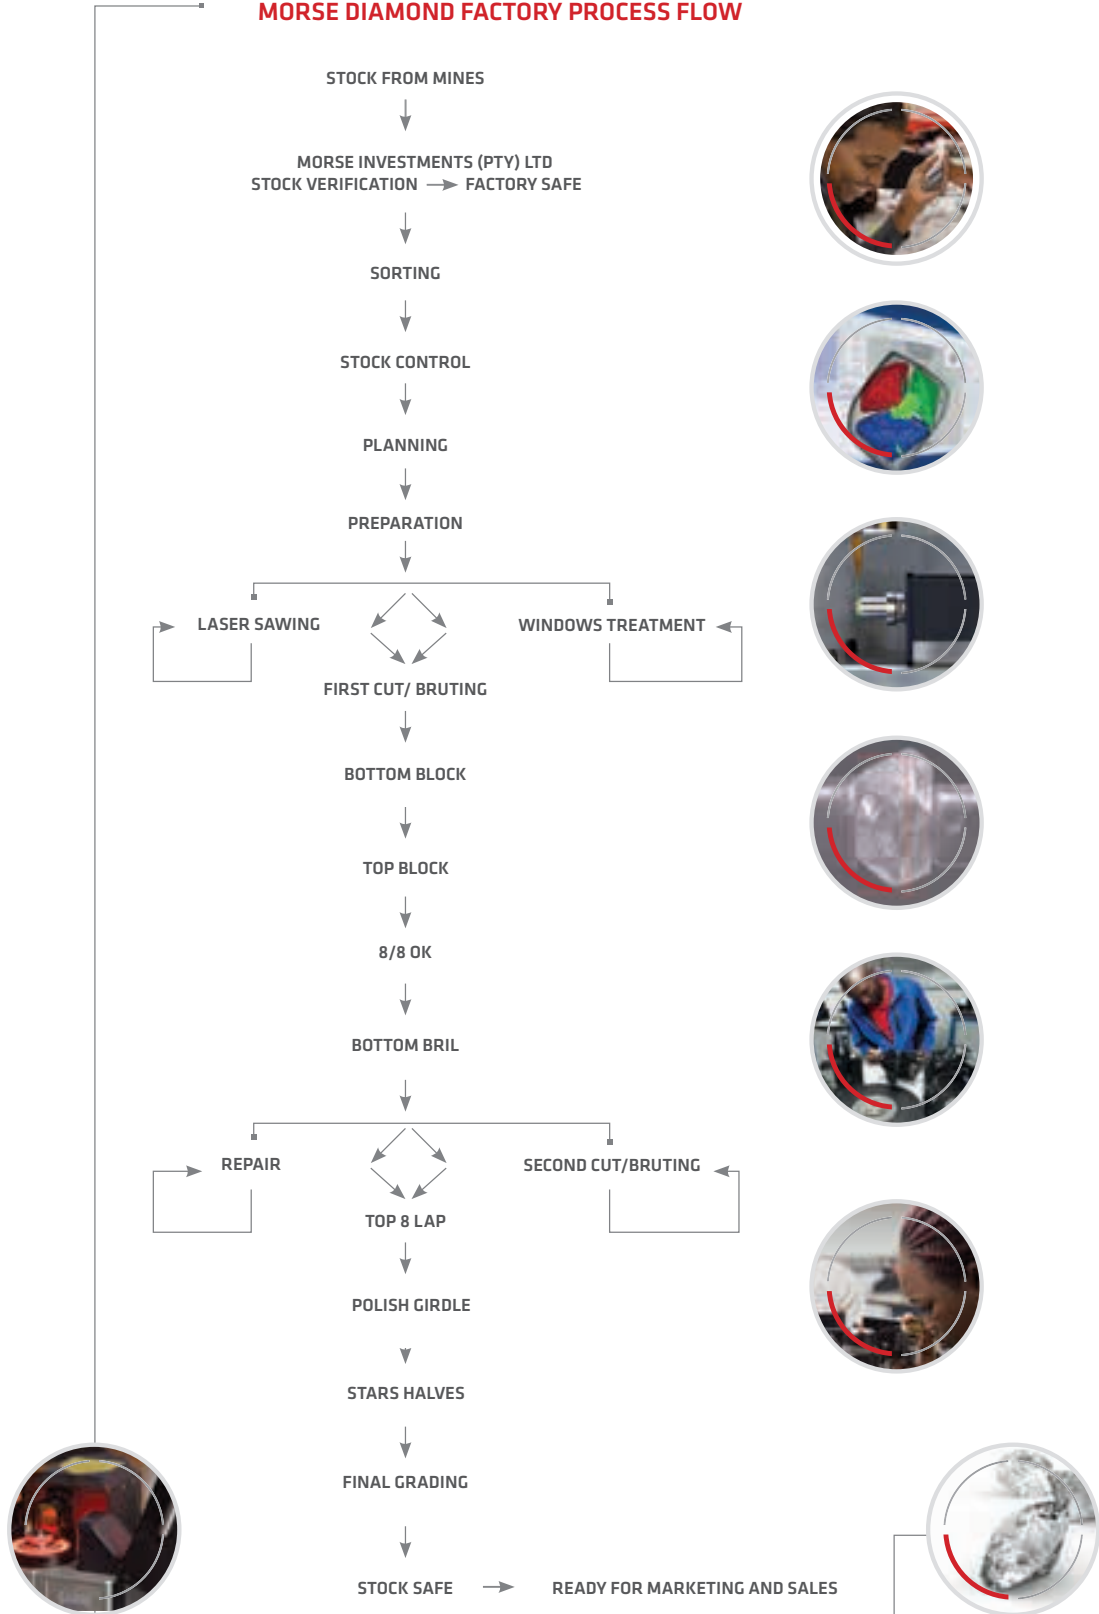 MORSE DIAMOND FACTORY PROCESS FLOW
STOCK FROM MINES
MORSE INVESTMENTS (PTY) LTD
STOCK VERIFICATION FACTORY SAFE
SORTING
STOCK CONTROL
PLANNING
PREPARATION
LASER SAWING
WINDOWS TREATMENT
FIRST CUT/ BRUTING
BOTTOM BLOCK
TOP BLOCK
8/8 OK
BOTTOM BRIL
REPAIR
SECOND CUT/BRUTING
TOP 8 LAP
POLISH GIRDLE
STARS HALVES
FINAL GRADING
STOCK SAFE READY FOR MARKETING AND SALES